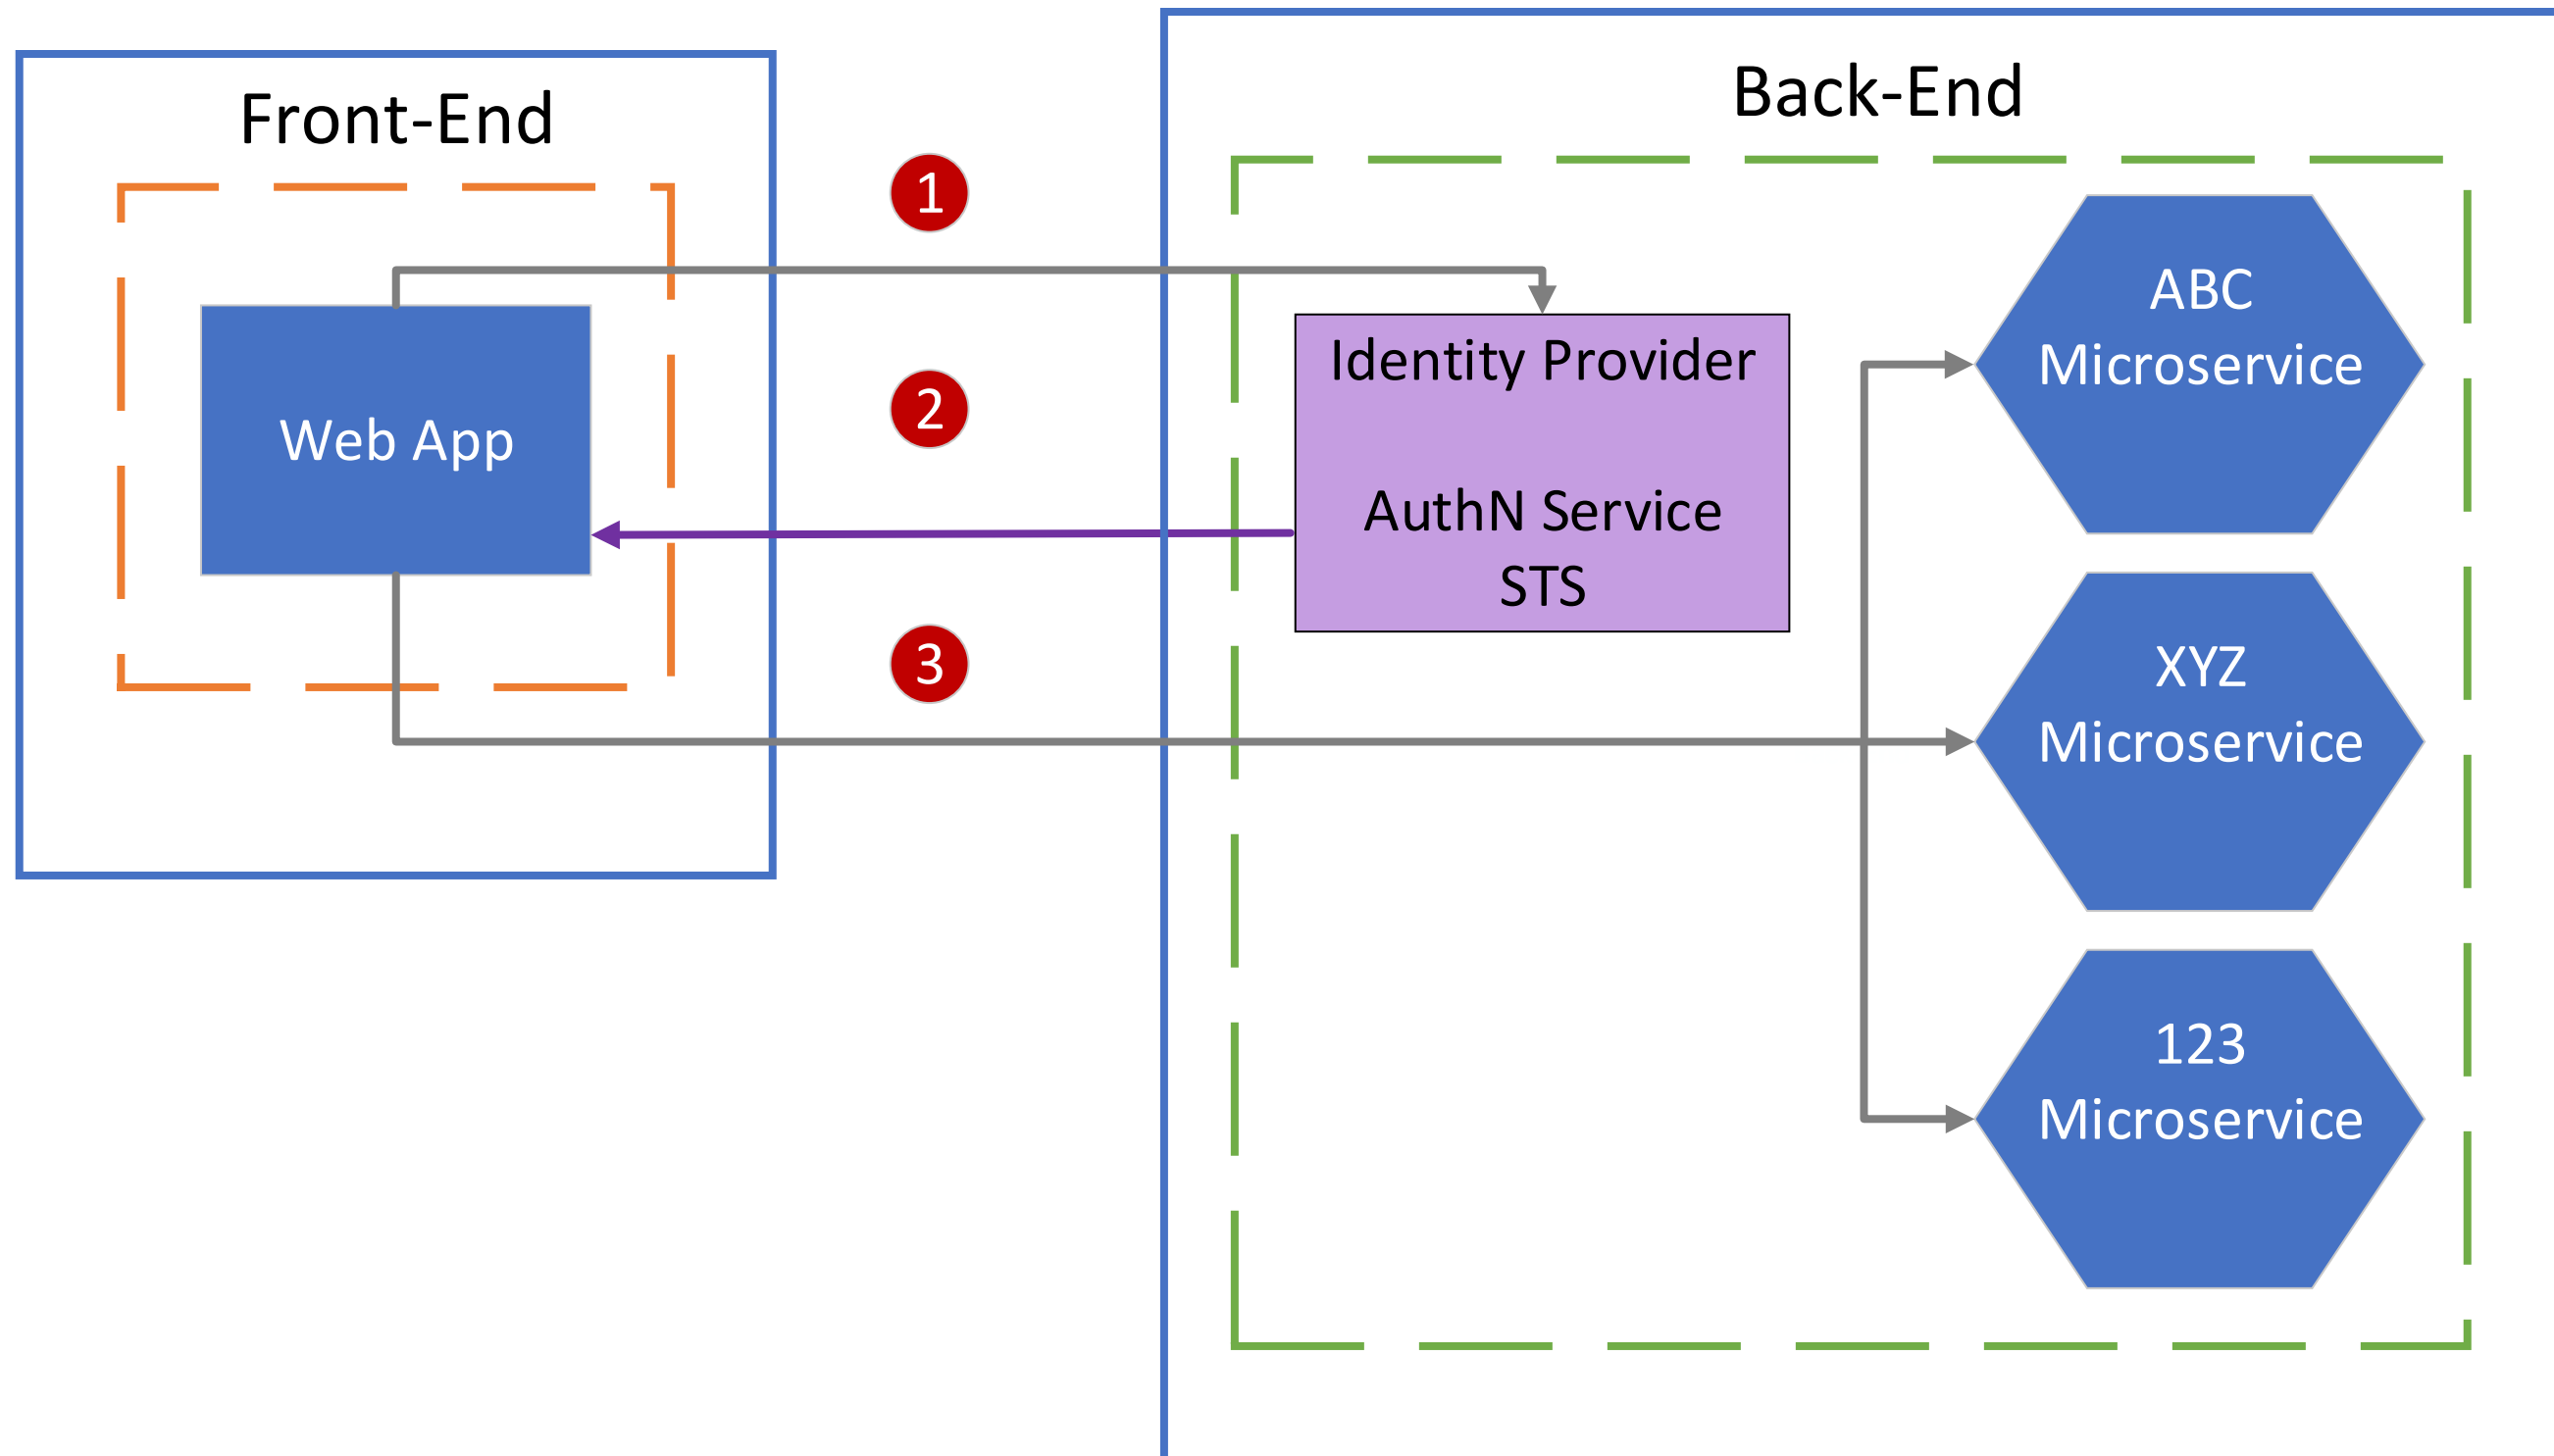 Front-End
Back-End
1
2
3
Web App
Identity Provider
AuthN Service
STS
ABC
Microservice
XYZ
Microservice
123
Microservice